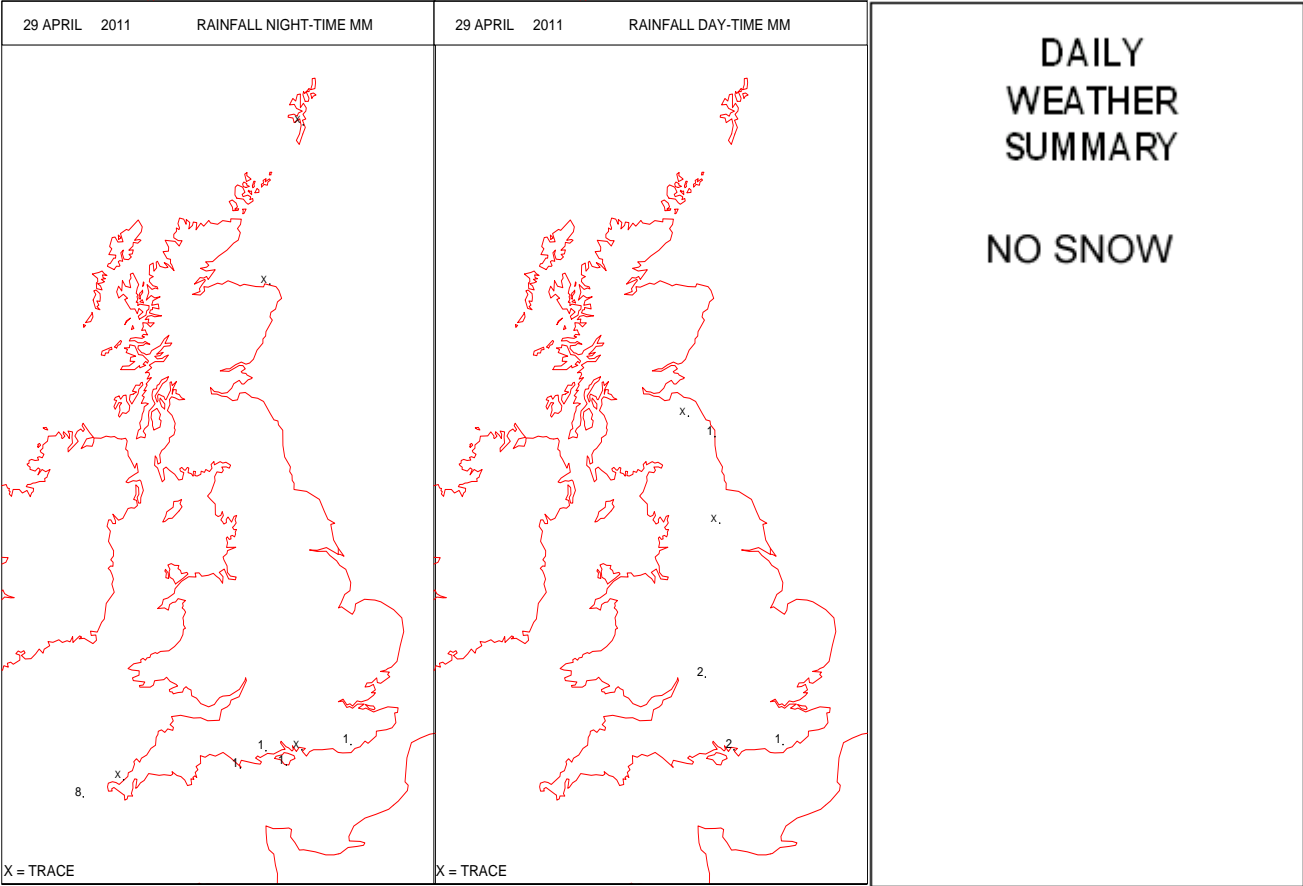 29 APRIL 2011 RAINFALL NIGHT-TIME MM
X
X.
1.
X
1.
1
1
X.
8.
X = TRACE
29 APRIL 2011 RAINFALL DAY-TIME MM
X.
1.
X.
2.
2
1.
X = TRACE
DAILY
WEATHER
SUMMARY
NO SNOW